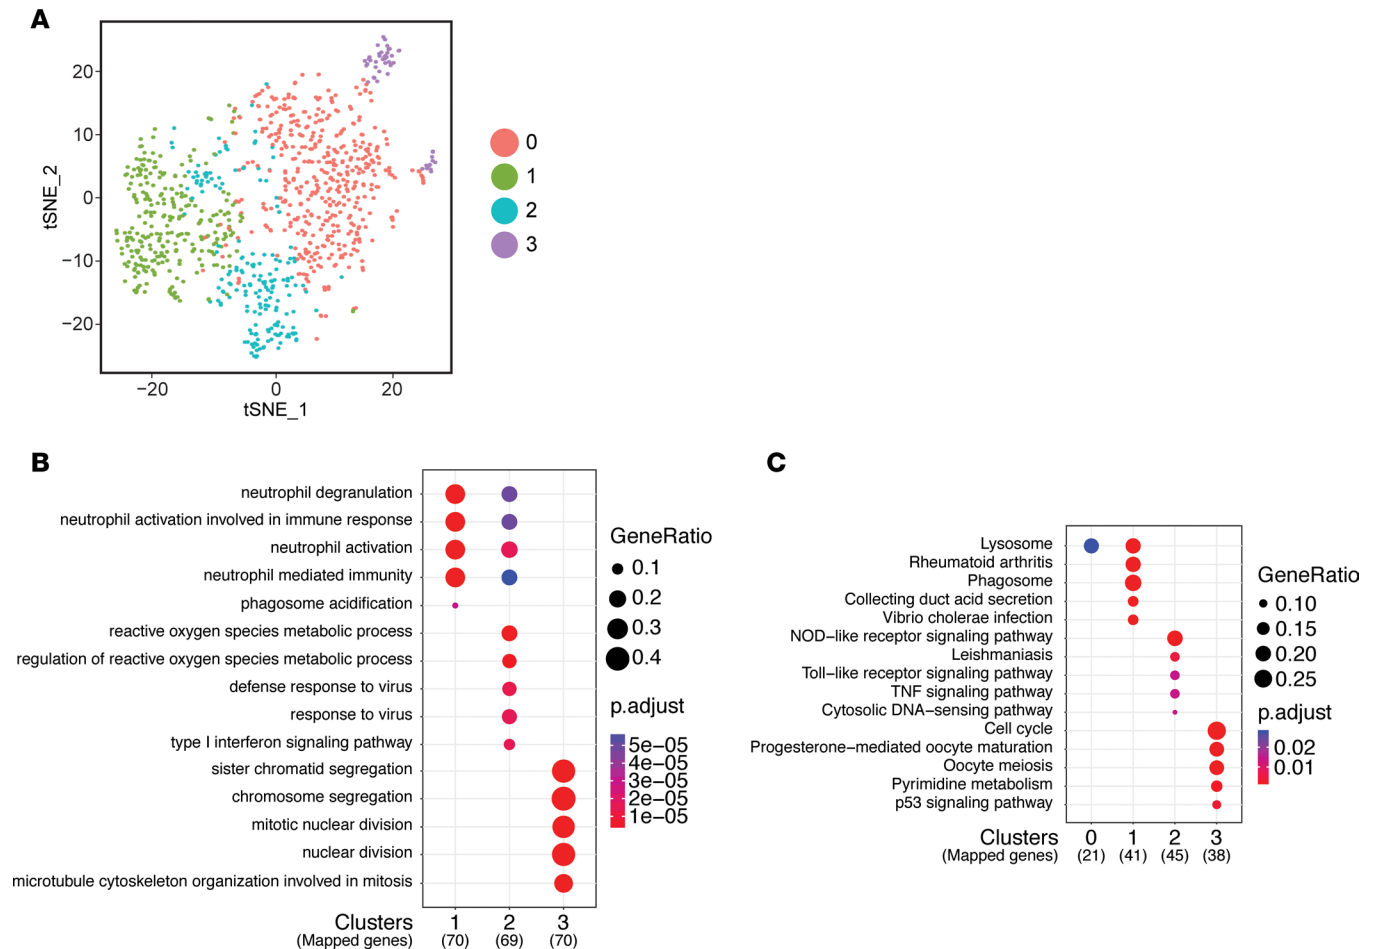 A
tSNE_2
20
10
0
−10
−20
−20
0
20
tSNE_1
0
1
2
3
B
neutrophil degranulation
neutrophil activation involved in immune response
neutrophil activation
neutrophil mediated immunity
phagosome acidification
reactive oxygen species metabolic process
regulation of reactive oxygen species metabolic process
defense response to virus
response to virus
type I interferon signaling pathway
sister chromatid segregation
chromosome segregation
mitotic nuclear division
nuclear division
microtubule cytoskeleton organization involved in mitosis
Clusters 1 2 3
(Mapped genes) (70) (69) (70)
GeneRatio
0.1
0.2
0.3
0.4
p.adjust
5e−05
4e−05
3e−05
2e−05
1e−05
C
Lysosome
Rheumatoid arthritis
Phagosome
Collecting duct acid secretion
Vibrio cholerae infection
NOD−like receptor signaling pathway
Leishmaniasis
Toll−like receptor signaling pathway
TNF signaling pathway
Cytosolic DNA−sensing pathway
Cell cycle
Progesterone−mediated oocyte maturation
Oocyte meiosis
Pyrimidine metabolism
p53 signaling pathway
Clusters 0 1 2 3
(Mapped genes) (21) (41) (45) (38)
GeneRatio
0.10
0.15
0.20
0.25
p.adjust
0.02
0.01